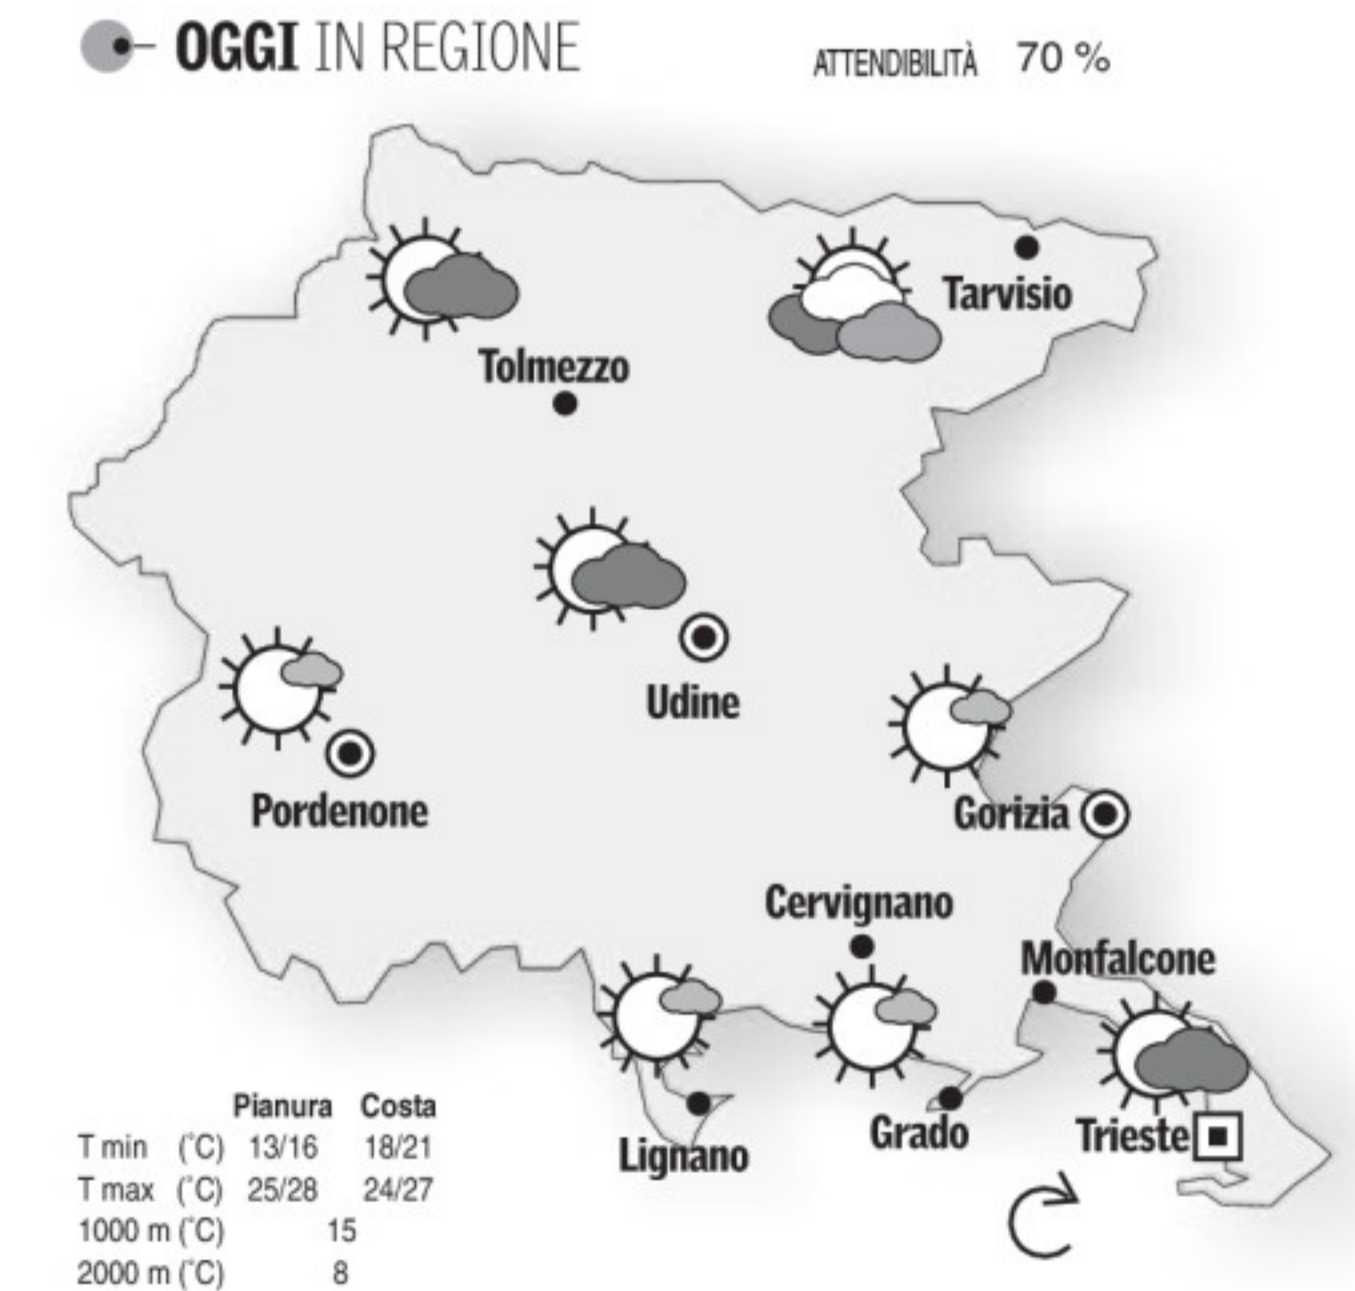 OGGI IN REGIONE
ATTENDIBILITÀ 70 %
Tarvisio
Tolmezzo
Udine
Pordenone
Gorizia
Cervignano
Monfalcone
Grado
Trieste
Lignano
Pianura Costa
T min (°C) 13/16 18/21
T max (°C) 25/28 24/27
1000 m (°C) 15
2000 m (°C) 8